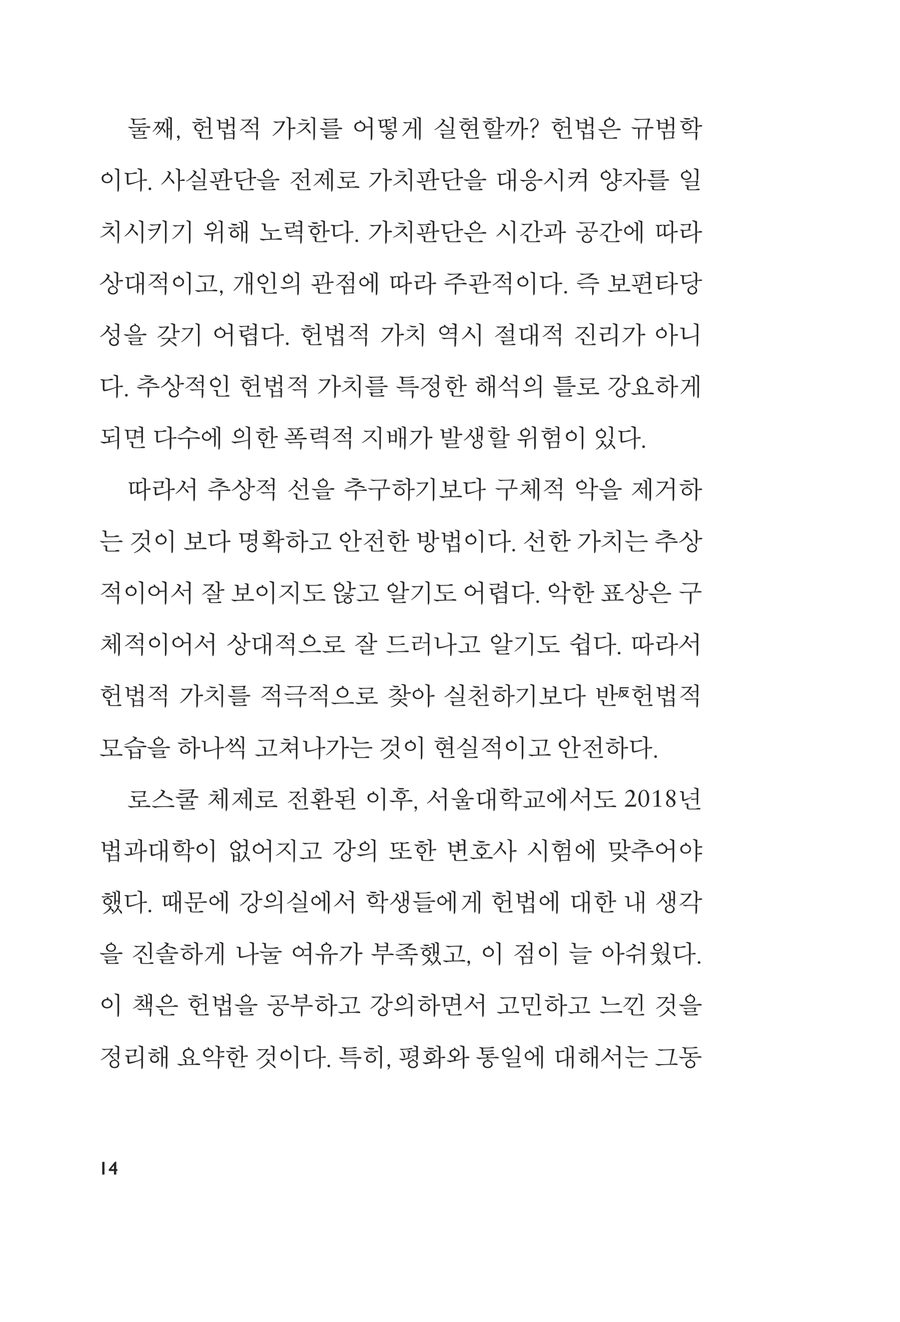 둘째, 헌법적 가치를 어떻게 실현할까? 헌법은 규범학
이다. 사실판단을 전제로 가치판단을 대응시켜 양자를 일
치시키기 위해 노력한다. 가치판단은 시간과 공간에 따라
상대적이고, 개인의 관점에 따라 주관적이다. 즉 보편타당
성을 갖기 어렵다. 헌법적 가치 역시 절대적 진리가 아니
다. 추상적인 헌법적 가치를 특정한 해석의 틀로 강요하게
되면 다수에 의한 폭력적 지배가 발생할 위험이 있다.
따라서 추상적 선을 추구하기보다 구체적 악을 제거하
는 것이 보다 명확하고 안전한 방법이다. 선한 가치는 추상
적이어서 잘 보이지도 않고 알기도 어렵다. 악한 표상은 구
체적이어서 상대적으로 잘 드러나고 알기도 쉽다. 따라서
헌법적 가치를 적극적으로 찾아 실천하기보다 반反헌법적
모습을 하나씩 고쳐나가는 것이 현실적이고 안전하다.
로스쿨 체제로 전환된 이후, 서울대학교에서도 2018년
법과대학이 없어지고 강의 또한 변호사 시험에 맞추어야
했다. 때문에 강의실에서 학생들에게 헌법에 대한 내 생각
을 진솔하게 나눌 여유가 부족했고, 이 점이 늘 아쉬웠다.
이 책은 헌법을 공부하고 강의하면서 고민하고 느낀 것을
정리해 요약한 것이다. 특히, 평화와 통일에 대해서는 그동
14